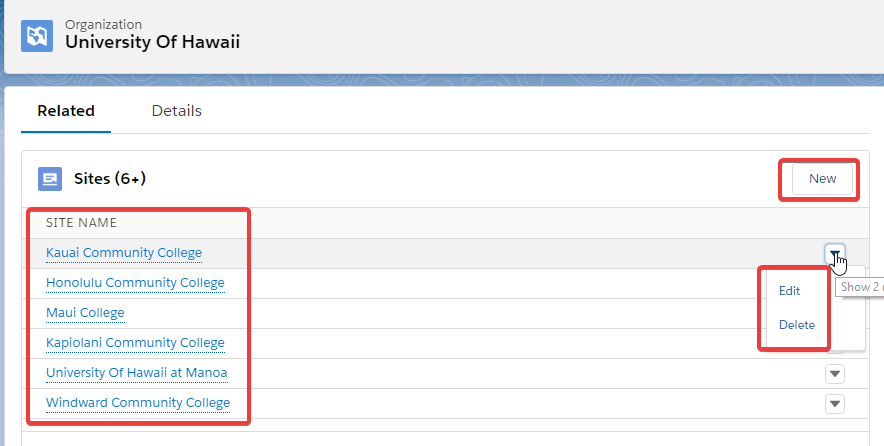 Organization
University Of Hawaii
Related Details
Sites (6+)
New
SITE NAME
Kauai Community College
Honolulu Community College
Show 2
Edit
Maui College
Delete
Kapiolani Community College
University Of Hawaii at Manoa
Windward Community College